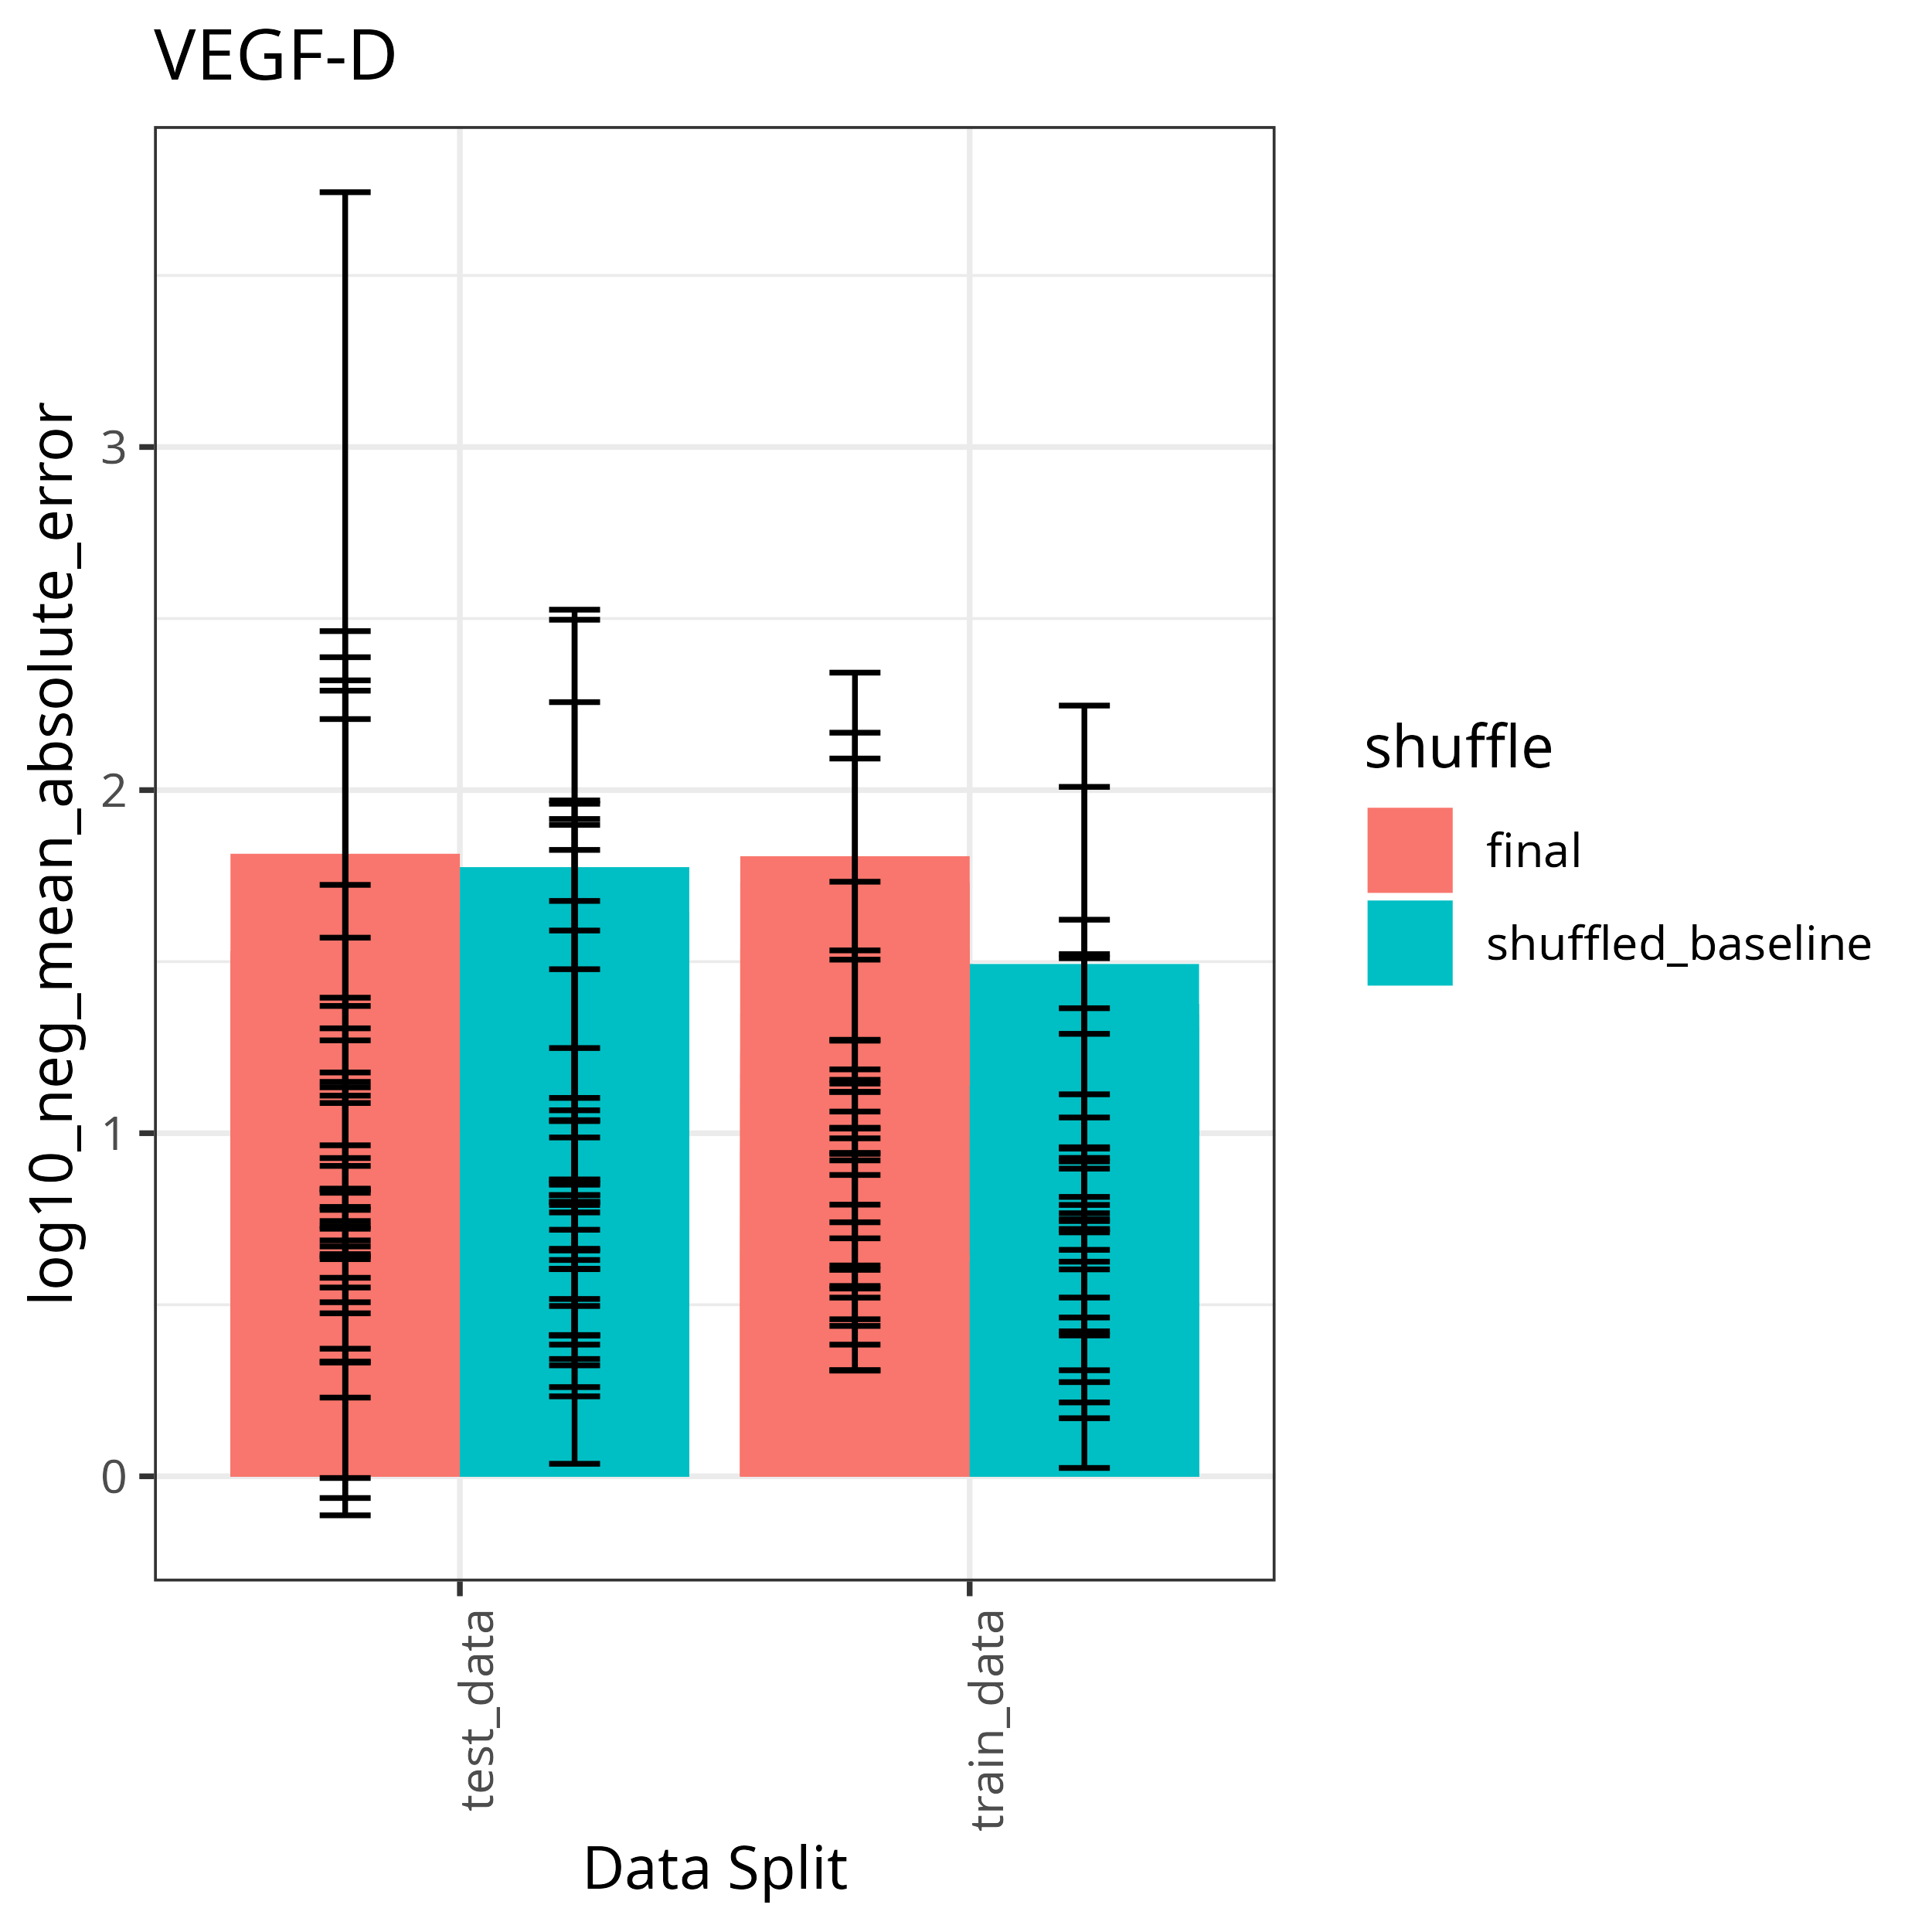 VEGF-D
log10_neg_mean_absolute_error
3
2
1
0
test_data
train_data
Data Split
shuffle
final
shuffled_baseline